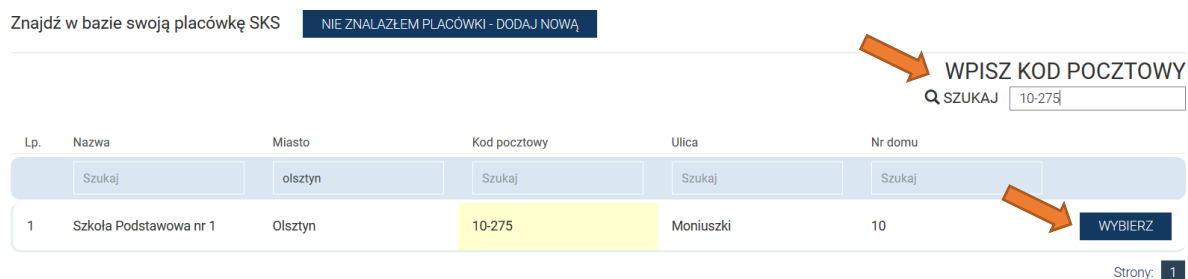 Znajdź w bazie swoją placówkę SKS NIE ZNALAZŁEM PLACÓWKI - DODAJ NOWĄ
WPISZ KOD POCZTOWY
SZUKAJ 10-275
Lp. Nazwa Miasto Kod pocztowy Ulica Nr domu
Szukaj olsztyn Szukaj Szukaj Szukaj
1 Szkoła Podstawowa nr 1 Olsztyn 10-275 Moniuszki 10 WYBIERZ
Strony: 1